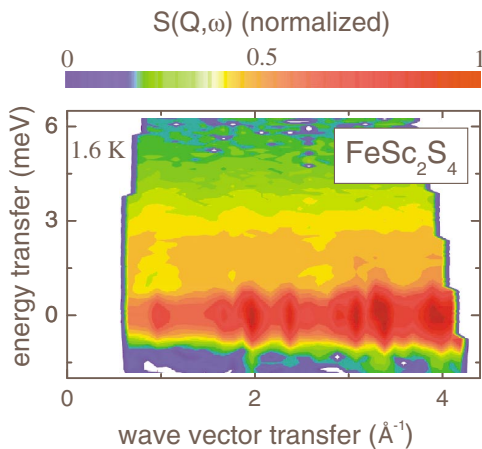 S(Q,ω) (normalized)
0 0.5 1
6
1.6 K
FeSc₂S₄
3
0
energy transfer (meV)
0 2 4
wave vector transfer (Å⁻¹)